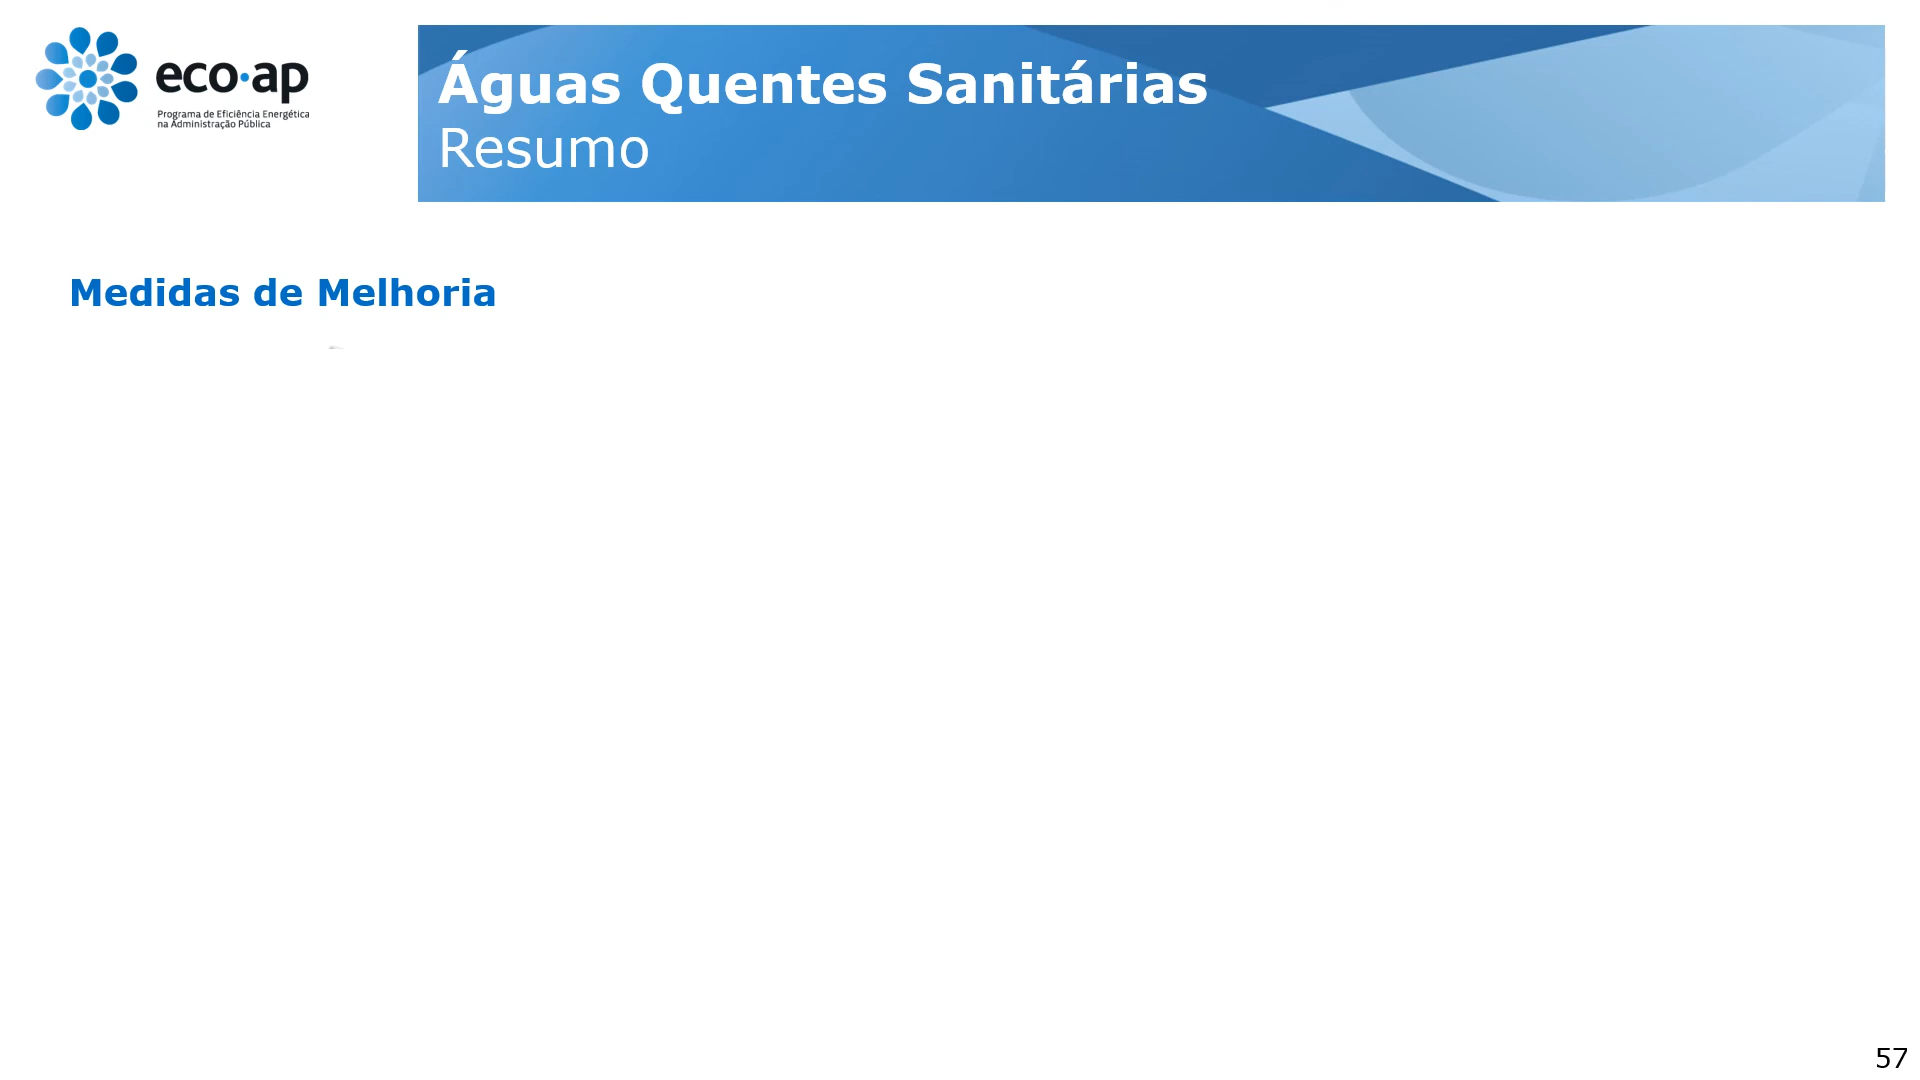 eco·ap
Programa de Eficiência Energética
na Administração Pública
Águas Quentes Sanitárias
Resumo
Medidas de Melhoria
57